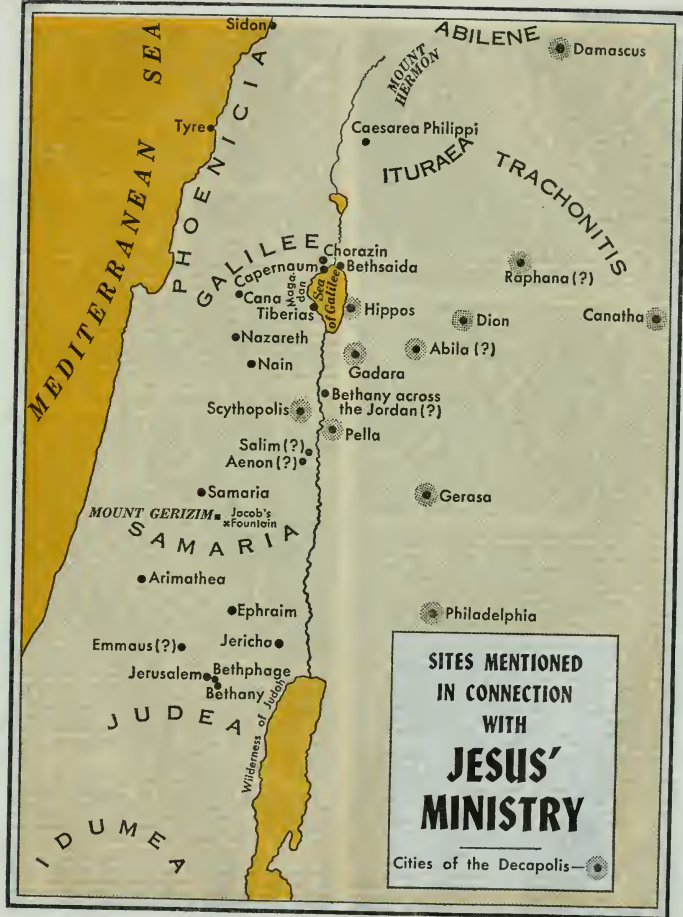 Sidon
ABILENE
Damascus
MOUNT
HERMON
MEDITERRANEAN SEA
Tyre
PHOENICIA
Caesarea Philippi
ITURAEA
TRACHONITIS
GALILEE
Chorazin
Capernaum
Bethsaida
Raphana (?)
Cana
Maga-
dan
Sea
of Galilee
Tiberias
Hippos
Dion
Canatha
Nazareth
Abila (?)
Nain
Gadara
Bethany across
the Jordan (?)
Scythopolis
Pella
Salim (?)
Aenon (?)
Samaria
Gerasa
MOUNT GERIZIM
Jacob's
Fountain
SAMARIA
Arimathea
Ephraim
Philadelphia
Emmaus (?)
Jericho
Jerusalem
Bethphage
Bethany
Wilderness of Judah
JUDEA
IDUMEA
SITES MENTIONED
IN CONNECTION
WITH
JESUS'
MINISTRY
Cities of the Decapolis—